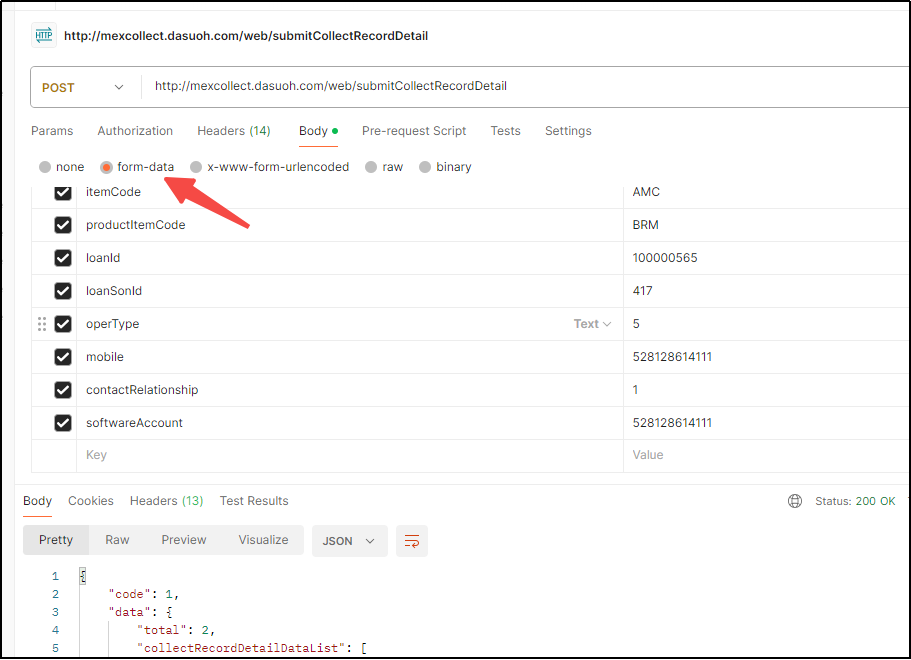 HTTP http://mexcollect.dasuoh.com/web/submitCollectRecordDetail
POST http://mexcollect.dasuoh.com/web/submitCollectRecordDetail
Params Authorization Headers (14) Body Pre-request Script Tests Settings
none form-data x-www-form-urlencoded raw binary
itemCode AMC
productItemCode BRM
loanId 100000565
loanSonId 417
operType Text 5
mobile 528128614111
contactRelationship 1
softwareAccount 528128614111
Key Value
Body Cookies Headers (13) Test Results Status: 200 OK
Pretty Raw Preview Visualize JSON
1 {
2 "code": 1,
3 "data": {
4 "total": 2,
5 "collectRecordDetailDataList": [